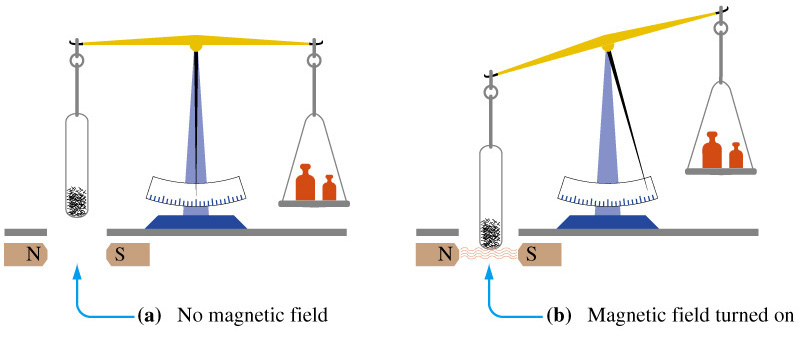 N S N S
(a) No magnetic field (b) Magnetic field turned on